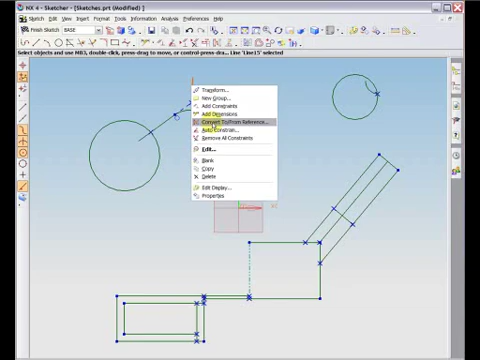 NX 4 - Sketcher - [Sketches.prt (Modified) ]
File Edit View Insert Format Tools Information Analysis Preferences Help
Finish Sketch BASE
Select objects and use MB3, double-click, press-drag to move, or control-press-dra... Line "Line15" selected
Transform...
New Group...
Add Constraints
Add Dimensions
Convert To/From Reference...
Auto Constrain...
Remove All Constraints
Edit...
Blank
Copy
Delete
Edit Display...
Properties